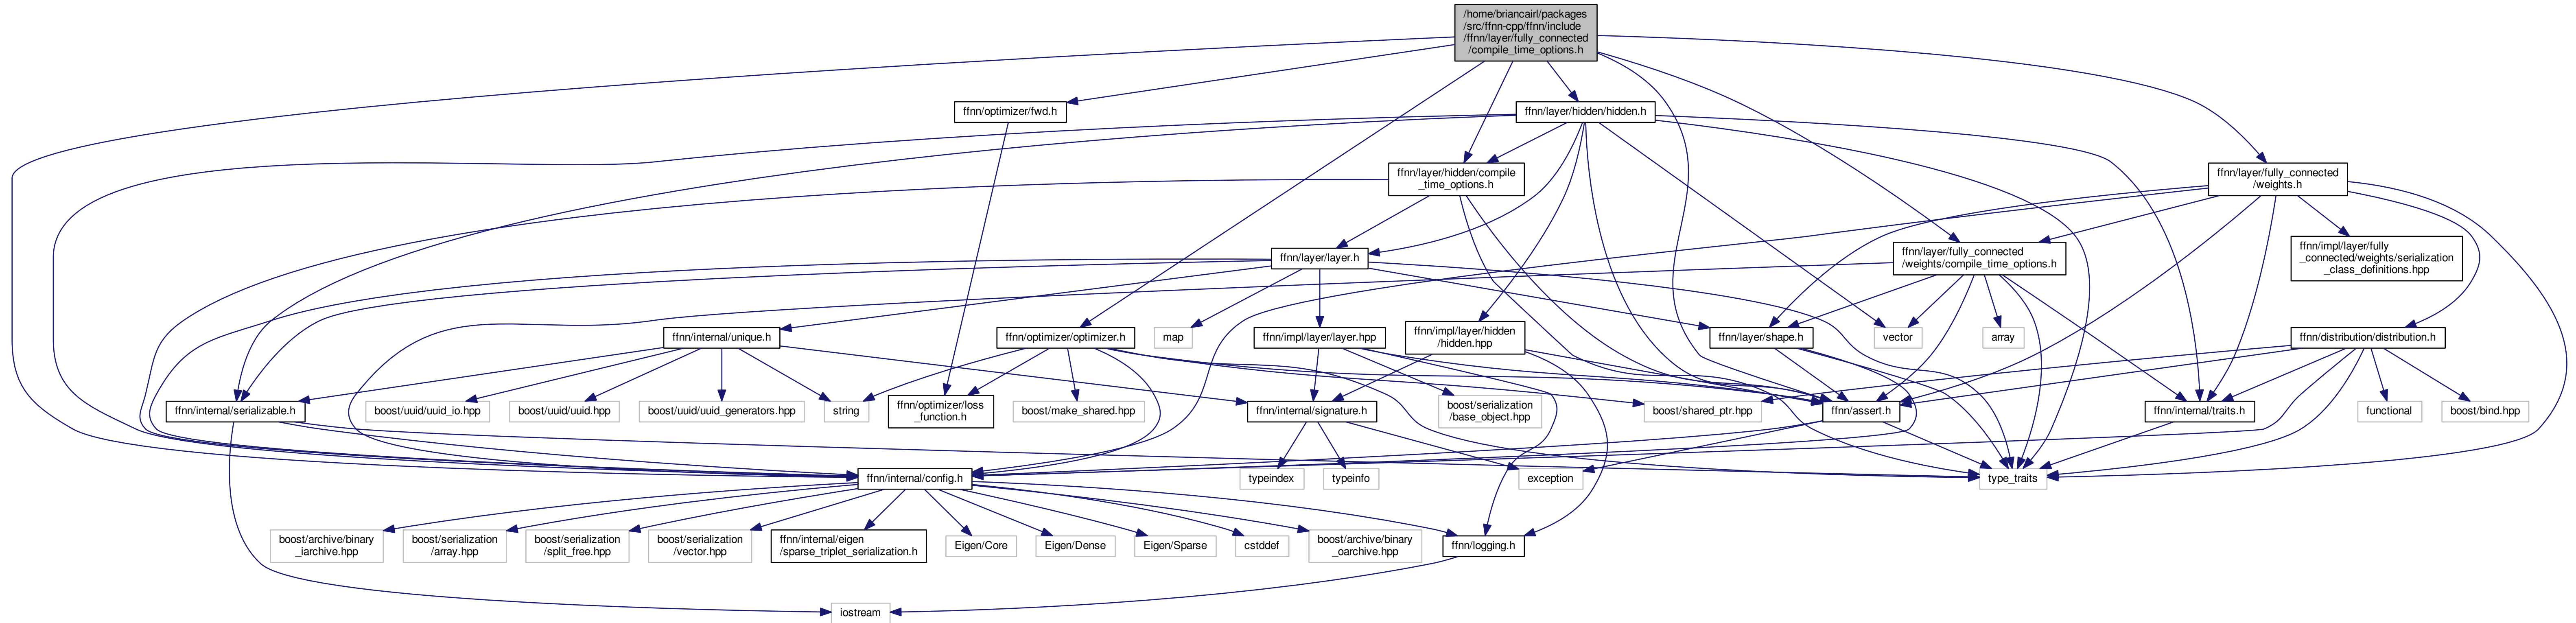 /home/briancairl/packages
/src/ffnn-cpp/ffnn/include
/ffnn/layer/fully_connected
/compile_time_options.h
ffnn/optimizer/fwd.h
ffnn/layer/hidden/hidden.h
ffnn/layer/hidden/compile
_time_options.h
ffnn/layer/fully_connected
/weights.h
ffnn/layer/layer.h
ffnn/layer/fully_connected
/weights/compile_time_options.h
ffnn/impl/layer/fully
_connected/weights/serialization
_class_definitions.hpp
ffnn/internal/unique.h
ffnn/optimizer/optimizer.h
map
ffnn/impl/layer/layer.hpp
ffnn/impl/layer/hidden
/hidden.hpp
ffnn/layer/shape.h
vector
array
ffnn/distribution/distribution.h
ffnn/internal/serializable.h
boost/uuid/uuid_io.hpp
boost/uuid/uuid.hpp
boost/uuid/uuid_generators.hpp
string
ffnn/optimizer/loss
_function.h
boost/make_shared.hpp
ffnn/internal/signature.h
boost/serialization
/base_object.hpp
boost/shared_ptr.hpp
ffnn/assert.h
ffnn/internal/traits.h
functional
boost/bind.hpp
ffnn/internal/config.h
typeindex
typeinfo
exception
type_traits
boost/archive/binary
_iarchive.hpp
boost/serialization
/array.hpp
boost/serialization
/split_free.hpp
boost/serialization
/vector.hpp
ffnn/internal/eigen
/sparse_triplet_serialization.h
Eigen/Core
Eigen/Dense
Eigen/Sparse
cstddef
boost/archive/binary
_oarchive.hpp
ffnn/logging.h
iostream